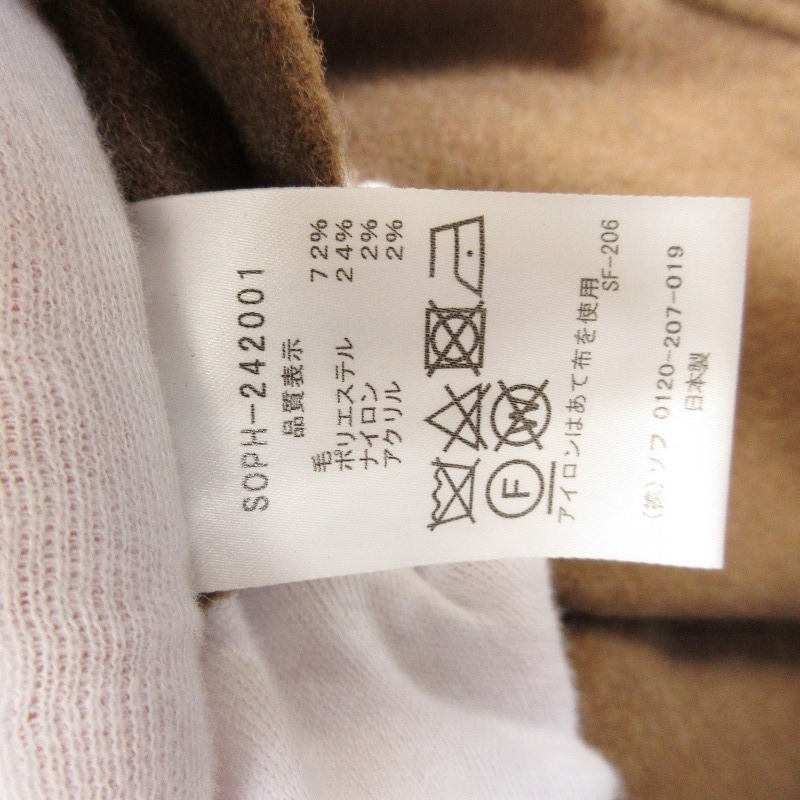 SOPH-242001
品質表示
毛 72%
ポリエステル 24%
ナイロン 2%
アクリル 2%
W
F
アイロンはあて布を使用
SF-206
(株)ソフ 0120-207-019
日本製